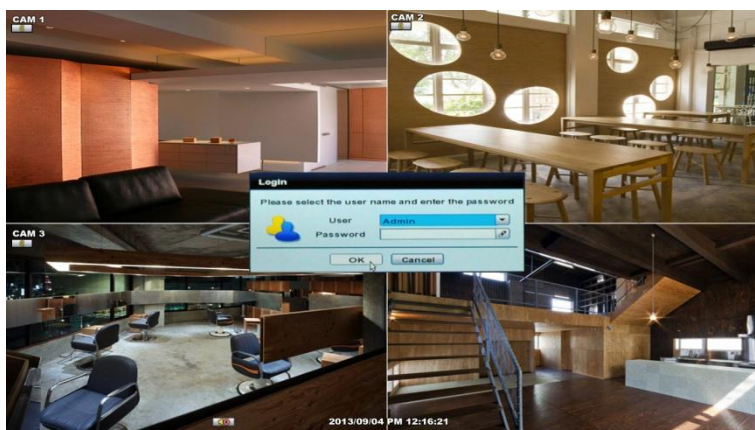 CAM 1
CAM 2
Login
Please select the user name and enter the password
User
Admin
Password
OK
Cancel
CAM 3
2013/09/04 PM 12:16:21